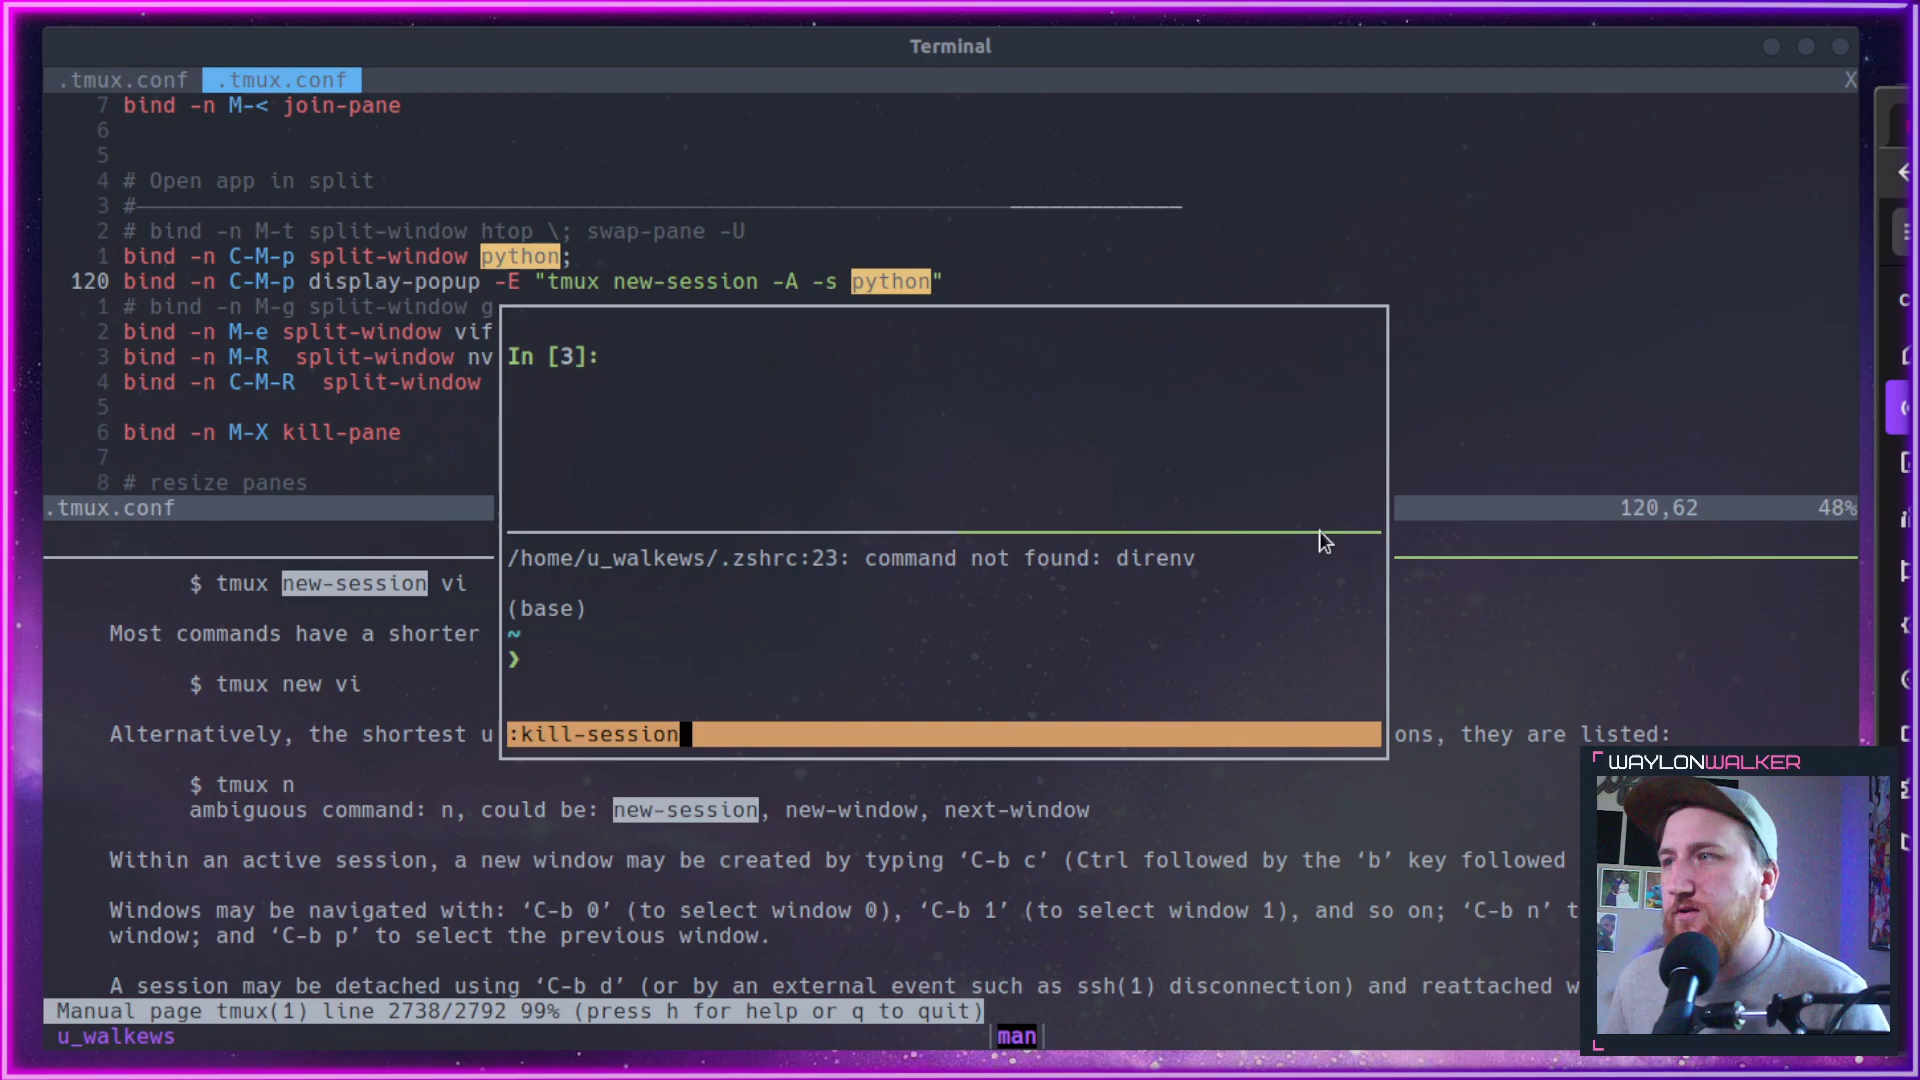 Terminal
.tmux.conf .tmux.conf X
7 bind -n M-< join-pane
6
5
4 # Open app in split
3 #
2 # bind -n M-t split-window htop \; swap-pane -U
1 bind -n C-M-p split-window python;
120 bind -n C-M-p display-popup -E "tmux new-session -A -s python"
1 # bind -n M-g split-window g
2 bind -n M-e split-window vif
3 bind -n M-R split-window nv
4 bind -n C-M-R split-window
5
6 bind -n M-X kill-pane
7
8 # resize panes
.tmux.conf 120,62 48%
In [3]:
/home/u_walkews/.zshrc:23: command not found: direnv
(base)
~
❯
:kill-session
$ tmux new-session vi
Most commands have a shorter
$ tmux new vi
Alternatively, the shortest u ons, they are listed:
$ tmux n
ambiguous command: n, could be: new-session, new-window, next-window
Within an active session, a new window may be created by typing ‘C-b c’ (Ctrl followed by the ‘b’ key followed
Windows may be navigated with: ‘C-b 0’ (to select window 0), ‘C-b 1’ (to select window 1), and so on; ‘C-b n’ t
window; and ‘C-b p’ to select the previous window.
A session may be detached using ‘C-b d’ (or by an external event such as ssh(1) disconnection) and reattached w
Manual page tmux(1) line 2738/2792 99% (press h for help or q to quit)
u_walkews |man|
WAYLONWALKER